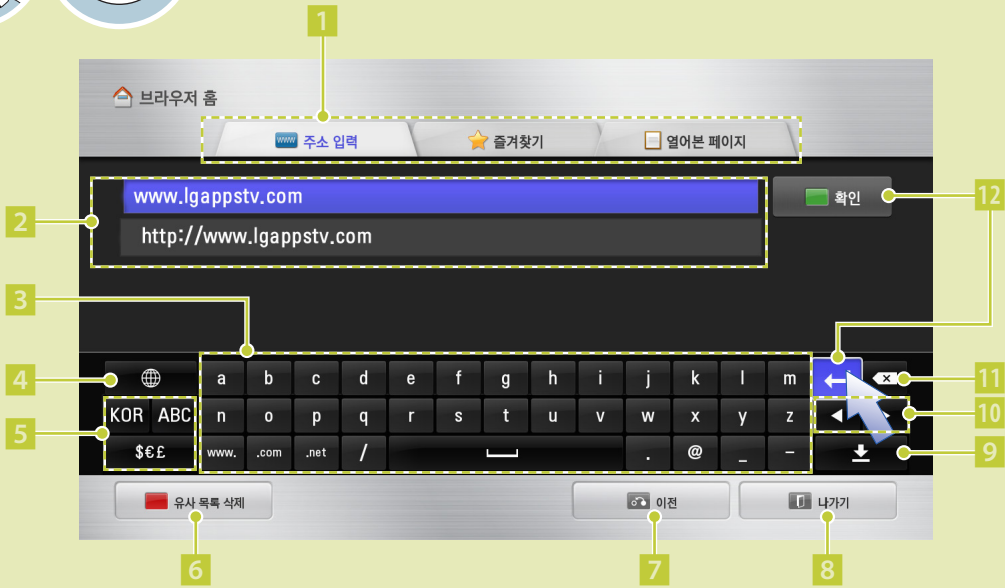 1
브라우저 홈
www 주소 입력 즐겨찾기 열어본 페이지
www.lgappstv.com
확인
12
2
http://www.lgappstv.com
3
4
a b c d e f g h i j k l m
11
KOR ABC n o p q r s t u v w x y z
10
5
$€£ www. .com .net / . @ _ -
9
유사 목록 삭제 이전 나가기
6 7 8